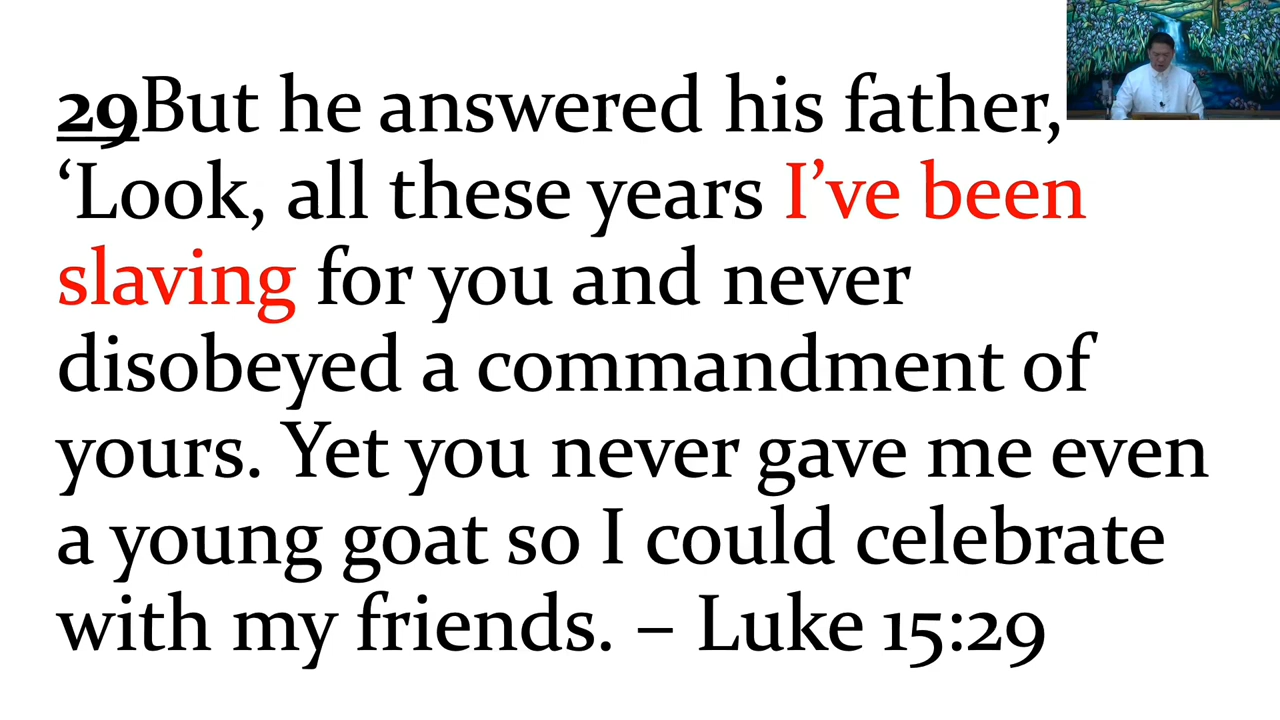 29But he answered his father,
‘Look, all these years I’ve been
slaving for you and never
disobeyed a commandment of
yours. Yet you never gave me even
a young goat so I could celebrate
with my friends. – Luke 15:29